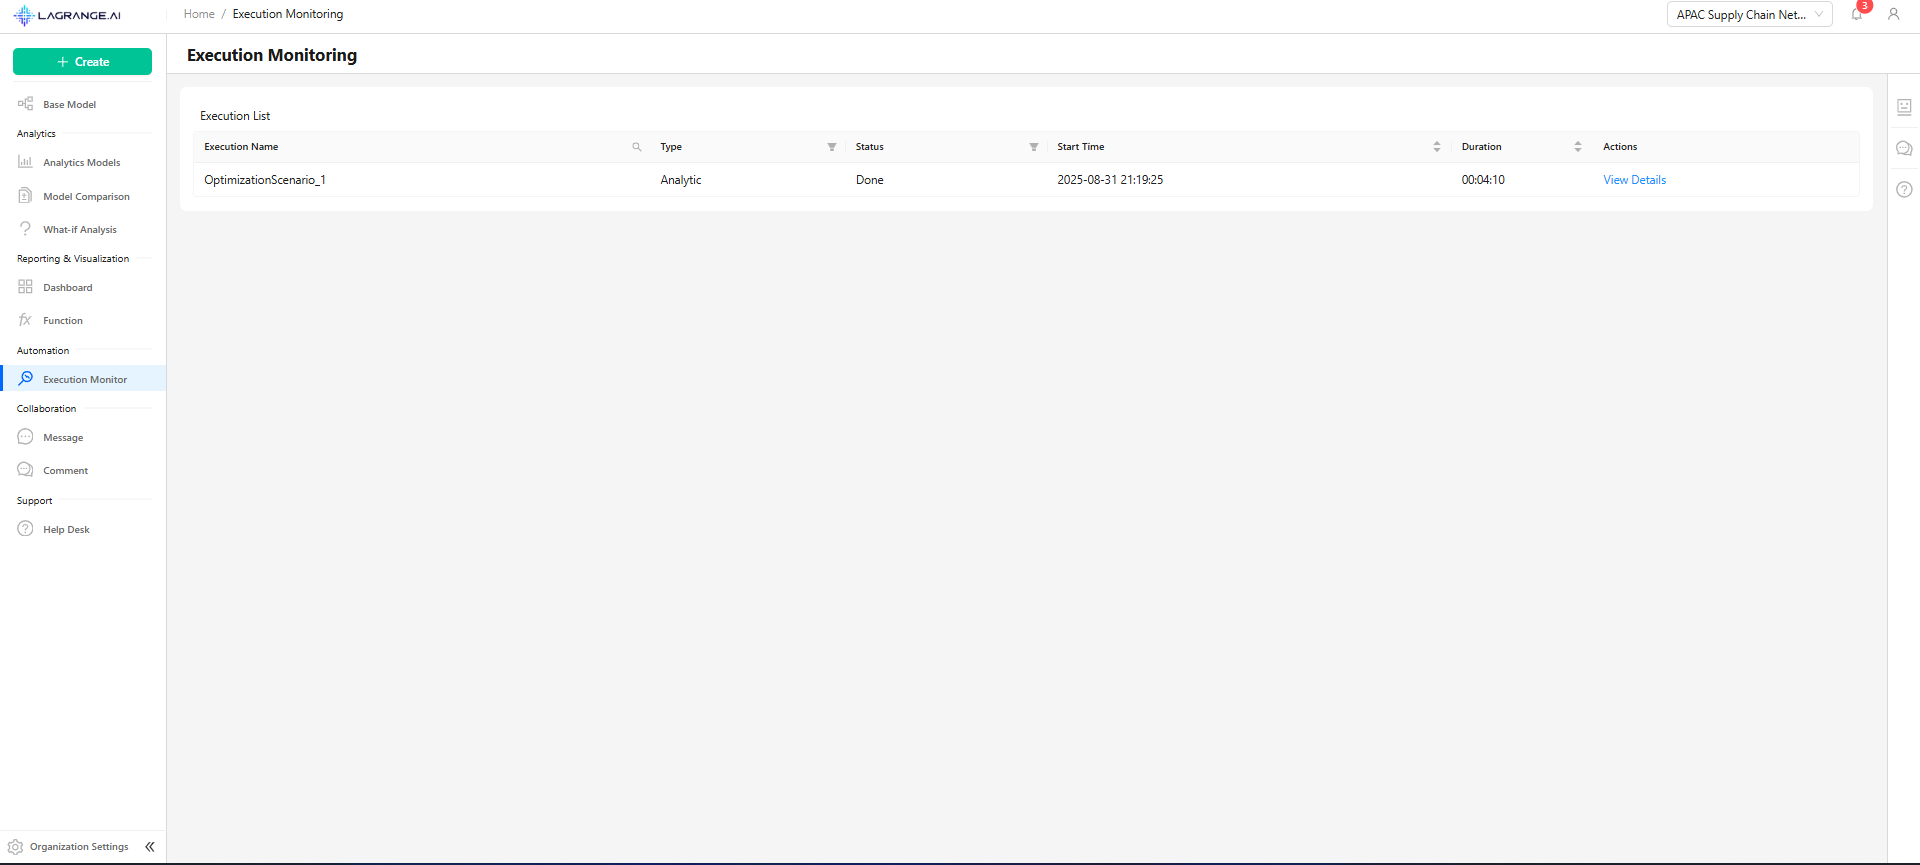 LAGRANGE.AI
Home / Execution Monitoring
APAC Supply Chain Net...
3
Create
Execution Monitoring
Base Model
Analytics
Analytics Models
Model Comparison
What-if Analysis
Reporting & Visualization
Dashboard
Function
Automation
Execution Monitor
Collaboration
Message
Comment
Support
Help Desk
Organization Settings
Execution List
Execution Name Type Status Start Time Duration Actions
OptimizationScenario_1 Analytic Done 2025-08-31 21:19:25 00:04:10 View Details